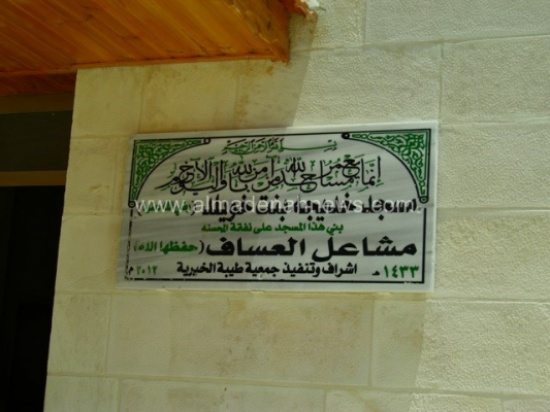 بسم الله الرحمن الرحيم
إنما يعمر مساجد الله من آمن بالله واليوم الآخر
مسجد
بني هذا المسجد على نفقة المحسنة
مشاعل العساف (حفظها الله)
١٤٣٣ هـ اشراف وتنفيذ جمعية طيبة الخيرية ٢٠١٢ م